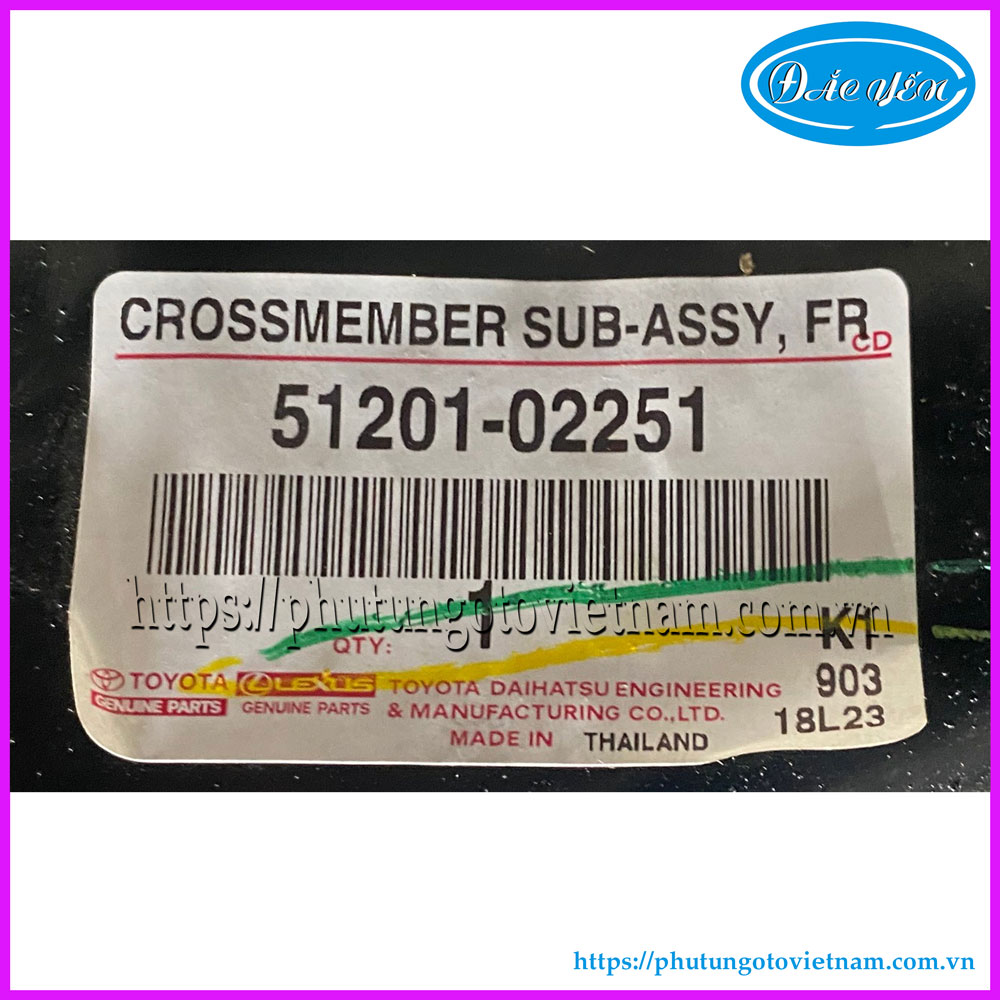 ĐẮC YẾN
CROSSMEMBER SUB-ASSY, FR
CD
51201-02251
https://phutungotovietnam.com.vn
QTY: 1 K1
TOYOTA LEXUS TOYOTA DAIHATSU ENGINEERING 903
GENUINE PARTS GENUINE PARTS & MANUFACTURING CO.,LTD. 18L23
MADE IN THAILAND
https://phutungotovietnam.com.vn